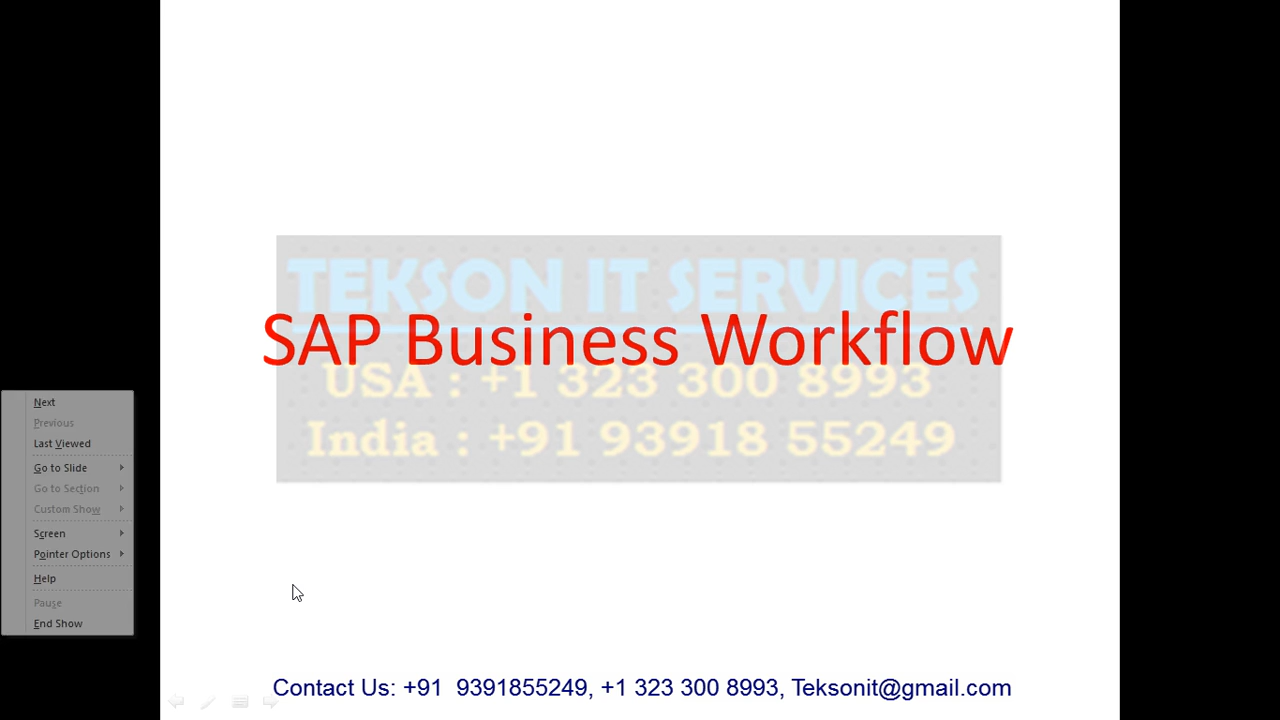 TEKSON IT SERVICES
SAP Business Workflow
USA : +1 323 300 8993
India : +91 93918 55249
Next
Previous
Last Viewed
Go to Slide
Go to Section
Custom Show
Screen
Pointer Options
Help
Pause
End Show
Contact Us: +91 9391855249, +1 323 300 8993, Teksonit@gmail.com